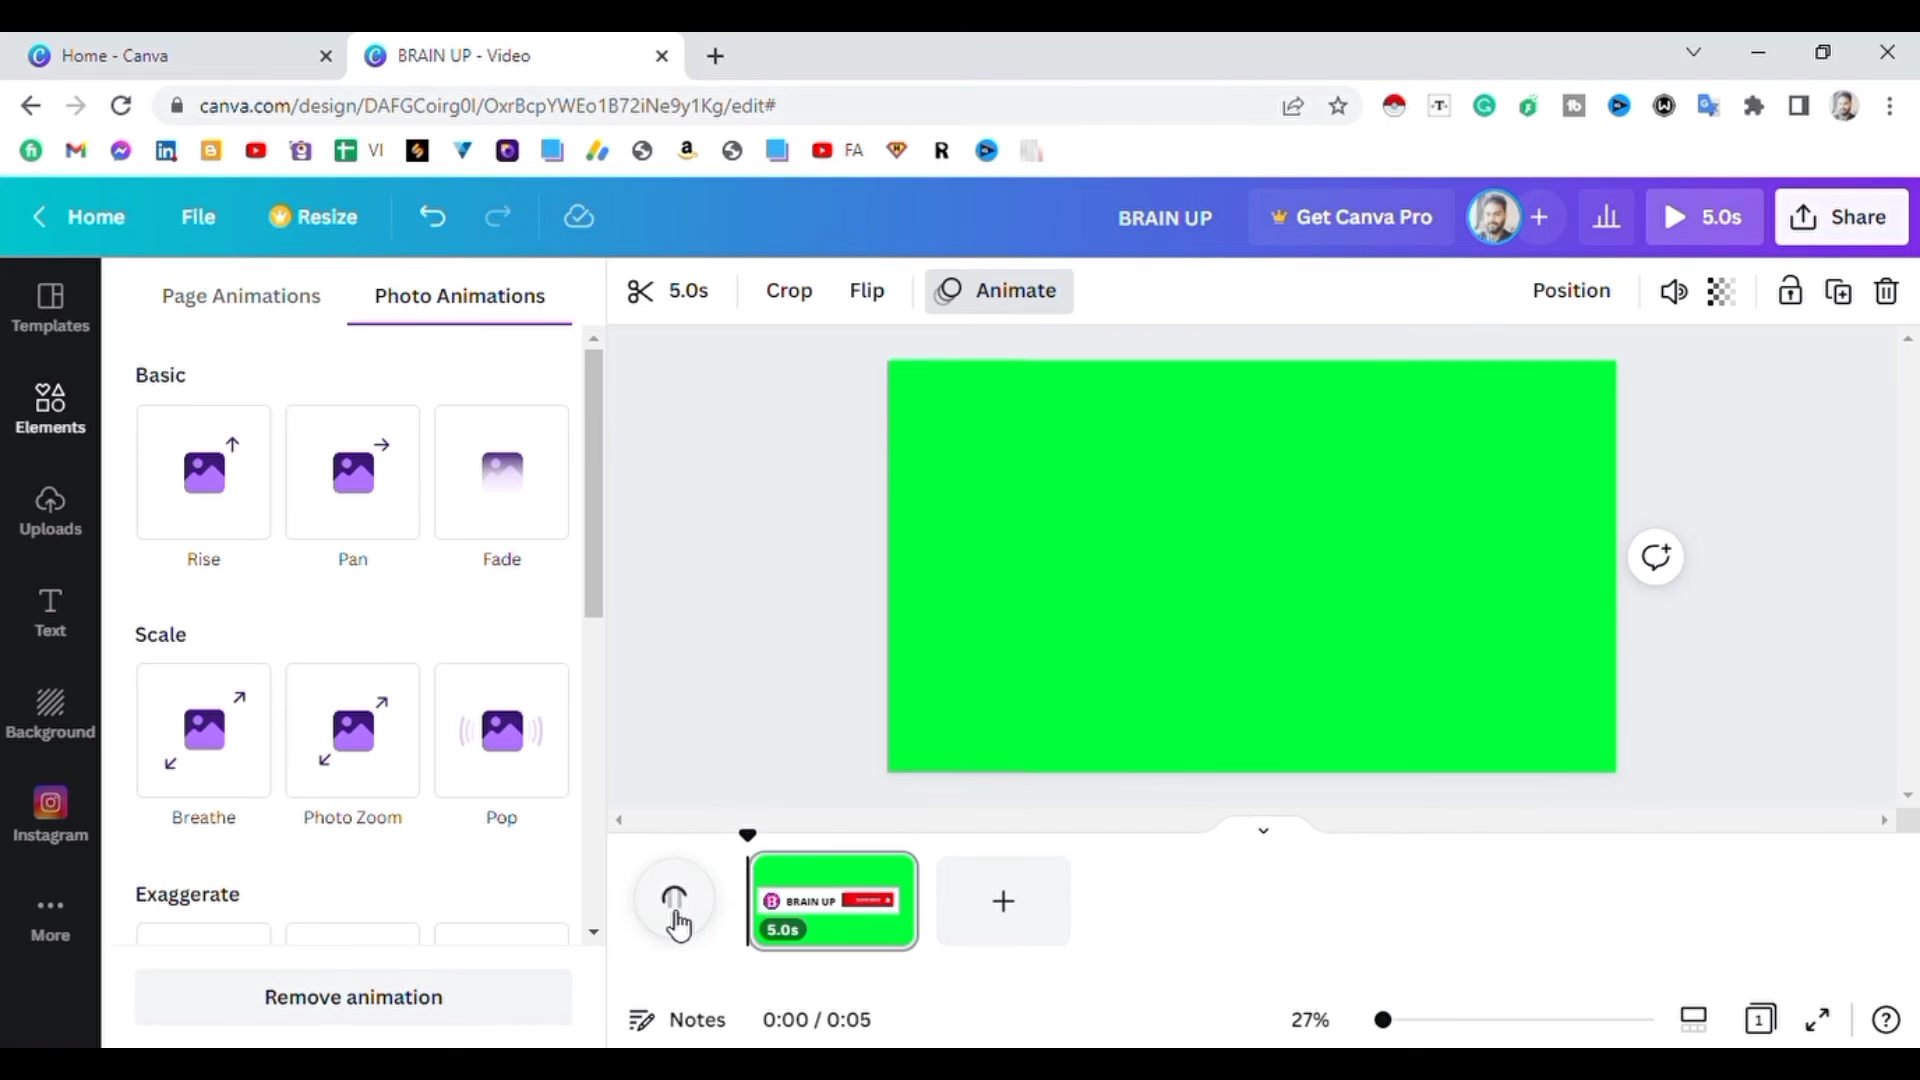 Home - Canva
BRAIN UP - Video
canva.com/design/DAFGCoirg0I/OxrBcpYWEo1B72iNe9y1Kg/edit#
VI
FA
Home
File
Resize
BRAIN UP
Get Canva Pro
5.0s
Share
Templates
Elements
Uploads
Text
Background
Instagram
More
Page Animations
Photo Animations
Basic
Rise
Pan
Fade
Scale
Breathe
Photo Zoom
Pop
Exaggerate
Remove animation
5.0s
Crop
Flip
Animate
Position
BRAIN UP
5.0s
Notes
0:00 / 0:05
27%
1